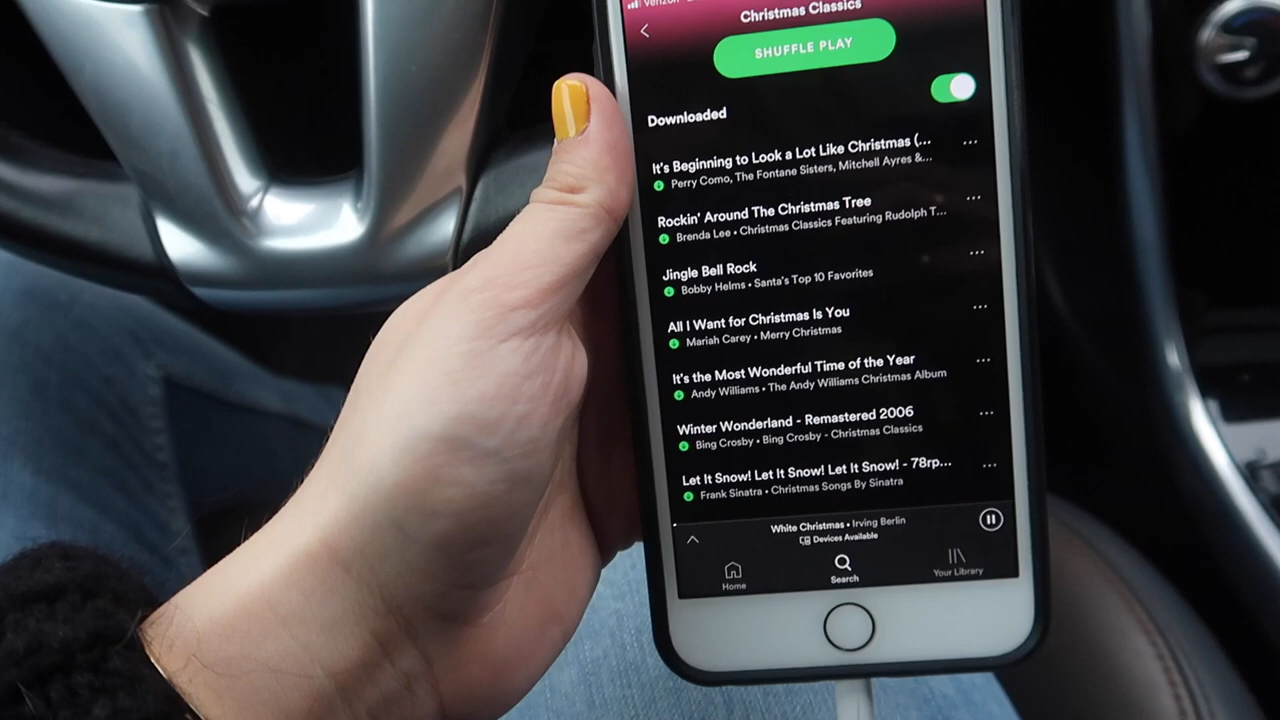 Verizon
Christmas Classics
SHUFFLE PLAY
Downloaded
It's Beginning to Look a Lot Like Christmas (...
Perry Como, The Fontane Sisters, Mitchell Ayres &...
Rockin' Around The Christmas Tree
Brenda Lee • Christmas Classics Featuring Rudolph T...
Jingle Bell Rock
Bobby Helms • Santa's Top 10 Favorites
All I Want for Christmas Is You
Mariah Carey • Merry Christmas
It's the Most Wonderful Time of the Year
Andy Williams • The Andy Williams Christmas Album
Winter Wonderland - Remastered 2006
Bing Crosby • Bing Crosby - Christmas Classics
Let It Snow! Let It Snow! Let It Snow! - 78rp...
Frank Sinatra • Christmas Songs By Sinatra
White Christmas • Irving Berlin
Devices Available
Home
Search
Your Library